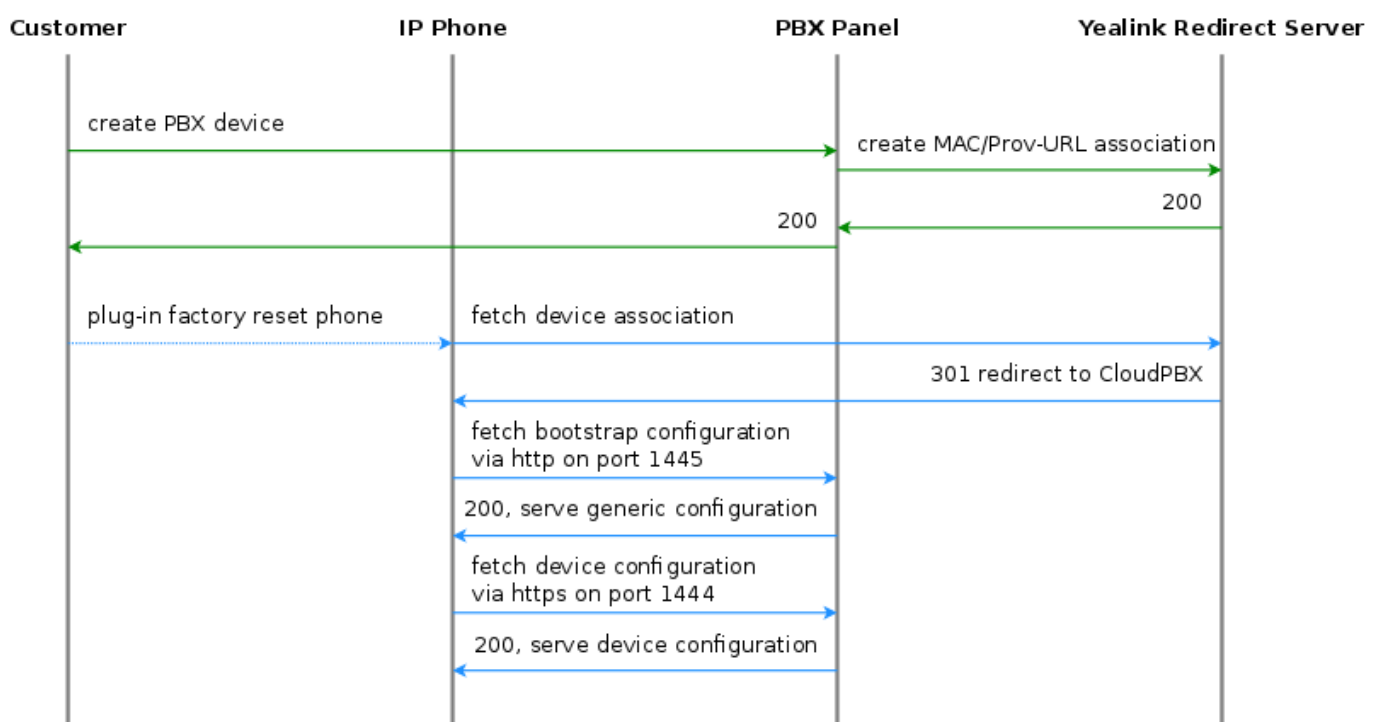 Customer IP Phone PBX Panel Yealink Redirect Server
create PBX device
create MAC/Prov-URL association
200
200
plug-in factory reset phone fetch device association
301 redirect to CloudPBX
fetch bootstrap configuration
via http on port 1445
200, serve generic configuration
fetch device configuration
via https on port 1444
200, serve device configuration